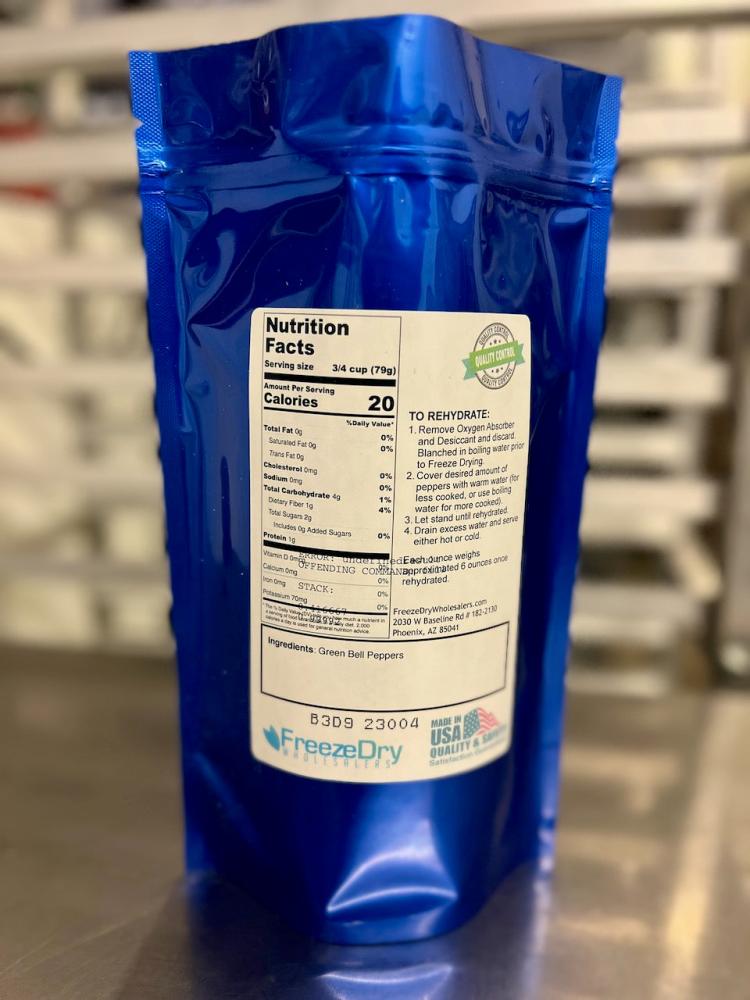 Nutrition
Facts
Serving size 3/4 cup (79g)
Amount Per Serving
Calories 20
%Daily Value*
Total Fat 0g 0%
Saturated Fat 0g 0%
Trans Fat 0g
Cholesterol 0mg 0%
Sodium 0mg 0%
Total Carbohydrate 4g 1%
Dietary Fiber 1g 4%
Total Sugars 2g
Includes 0g Added Sugars 0%
Protein 1g
Vitamin D 0mcg 0%
Calcium 0mg 0%
Iron 0mg 0%
Potassium 70mg 0%
ERROR: undefined
OFFENDING COMMAND:
STACK:
QUALITY CONTROL
QUALITY CONTROL
QUALITY CONTROL
TO REHYDRATE:
1. Remove Oxygen Absorber
and Desiccant and discard.
Blanched in boiling water prior
to Freeze Drying.
2. Cover desired amount of
peppers with warm water (for
less cooked, or use boiling
water for more cooked).
3. Let stand until rehydrated.
4. Drain excess water and serve
either hot or cold.
Each ounce weighs
approximated 6 ounces once
rehydrated.
FreezeDryWholesalers.com
2030 W Baseline Rd # 182-2130
Phoenix, AZ 85041
Ingredients: Green Bell Peppers
B3D9 23004
FreezeDry
WHOLESALERS
MADE IN
USA
QUALITY &
Satisfaction